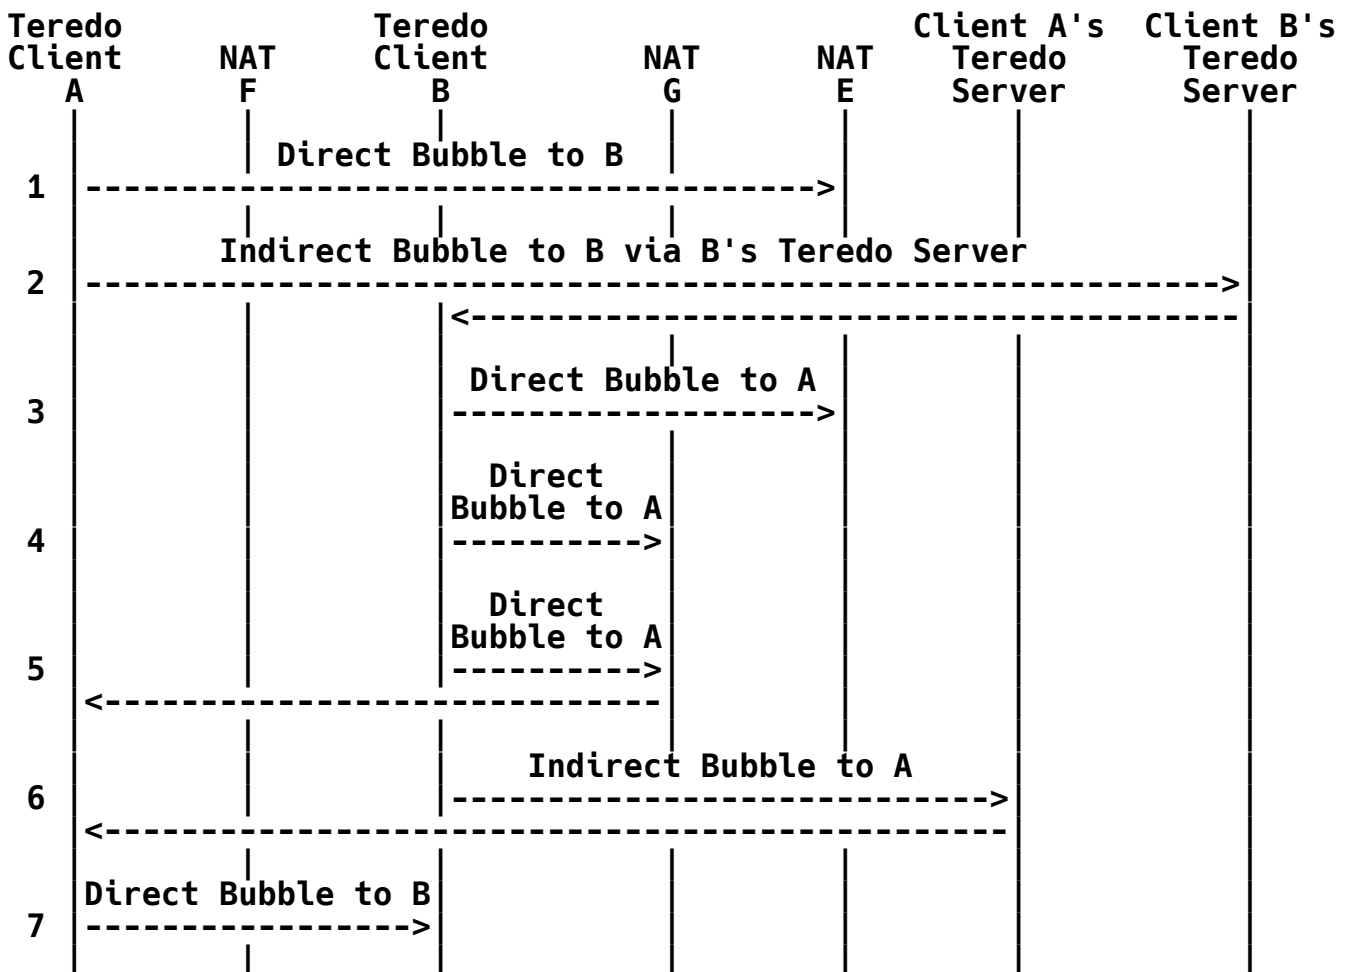 Teredo Teredo Client A's Client B's
Client NAT Client NAT NAT Teredo Teredo
A F B G E Server Server
Direct Bubble to B
1
Indirect Bubble to B via B's Teredo Server
2
Direct Bubble to A
3
Direct
Bubble to A
4
Direct
Bubble to A
5
Indirect Bubble to A
6
Direct Bubble to B
7